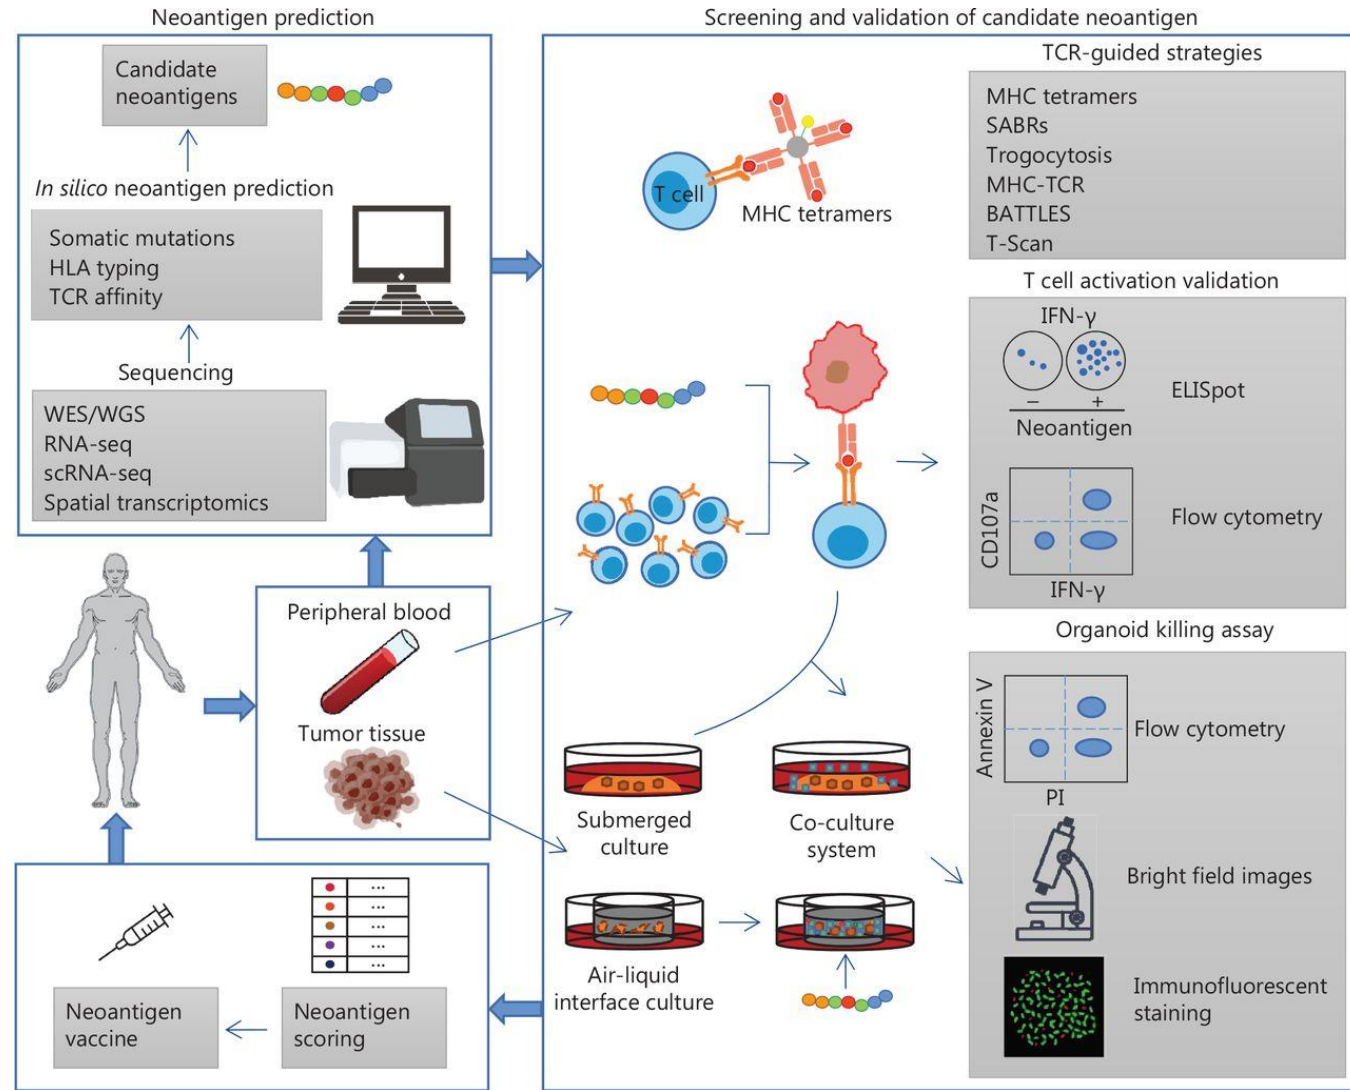 Neoantigen prediction
Candidate
neoantigens
In silico neoantigen prediction
Somatic mutations
HLA typing
TCR affinity
Sequencing
WES/WGS
RNA-seq
scRNA-seq
Spatial transcriptomics
Peripheral blood
Tumor tissue
Neoantigen
vaccine
...
...
...
...
...
Neoantigen
scoring
Screening and validation of candidate neoantigen
T cell
MHC tetramers
Submerged
culture
Co-culture
system
Air-liquid
interface culture
TCR-guided strategies
MHC tetramers
SABRs
Trogocytosis
MHC-TCR
BATTLES
T-Scan
T cell activation validation
IFN-γ
− +
Neoantigen
ELISpot
CD107a
IFN-γ
Flow cytometry
Organoid killing assay
Annexin V
PI
Flow cytometry
Bright field images
Immunofluorescent
staining